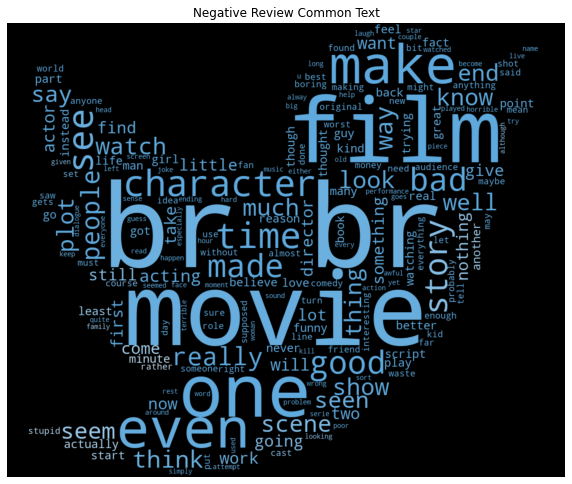 Negative Review Common Text
laugh star
couple
feel
watched
become
name
live
long
found
want
fact
world
part
make
bit
shot
said
u best
boring
making
might
anything
say
anyone
back
end
actor
instead
see
find
big
alway
help
new
know
point
mean
original
film
way
trying
great
horrible
played
although
try
head
watch
though
thought
worst
guy
kind
done
piece
given
screen
life
girl
joke
man
little
fan
music
either
old
money
need
audience
give
maybe
left
set
saw
gets
go
plot
people
character
look
bad
well
sense
idea
ending
hard
much
many
performance
goes
real
may
keep
dialogue
everyone
must
guess
got
take
especially
use
reason
time
director
book
every
something
watching
everything
let
story
nothing
another
read
happen
hour
without
almost
br br
still
acting
made
thing
awful
yet
probably
tell
course
seemed
face
moment
believe
love
comedy
action
interesting
least
quite
family
first
day
terrible
movie
sound
turn
sure
role
supposed
woman
lot
funny
line
enough
better
kid
far
come
minute
rather
really
someone
right
will
never
kill
friend
good
script
play
waste
rest
word
one
wrong
sort
show
now
around
problem
serie
seen
two
poor
stupid
seem
even
scene
actually
going
looking
start
think
put
used
work
cast
simply
attempt